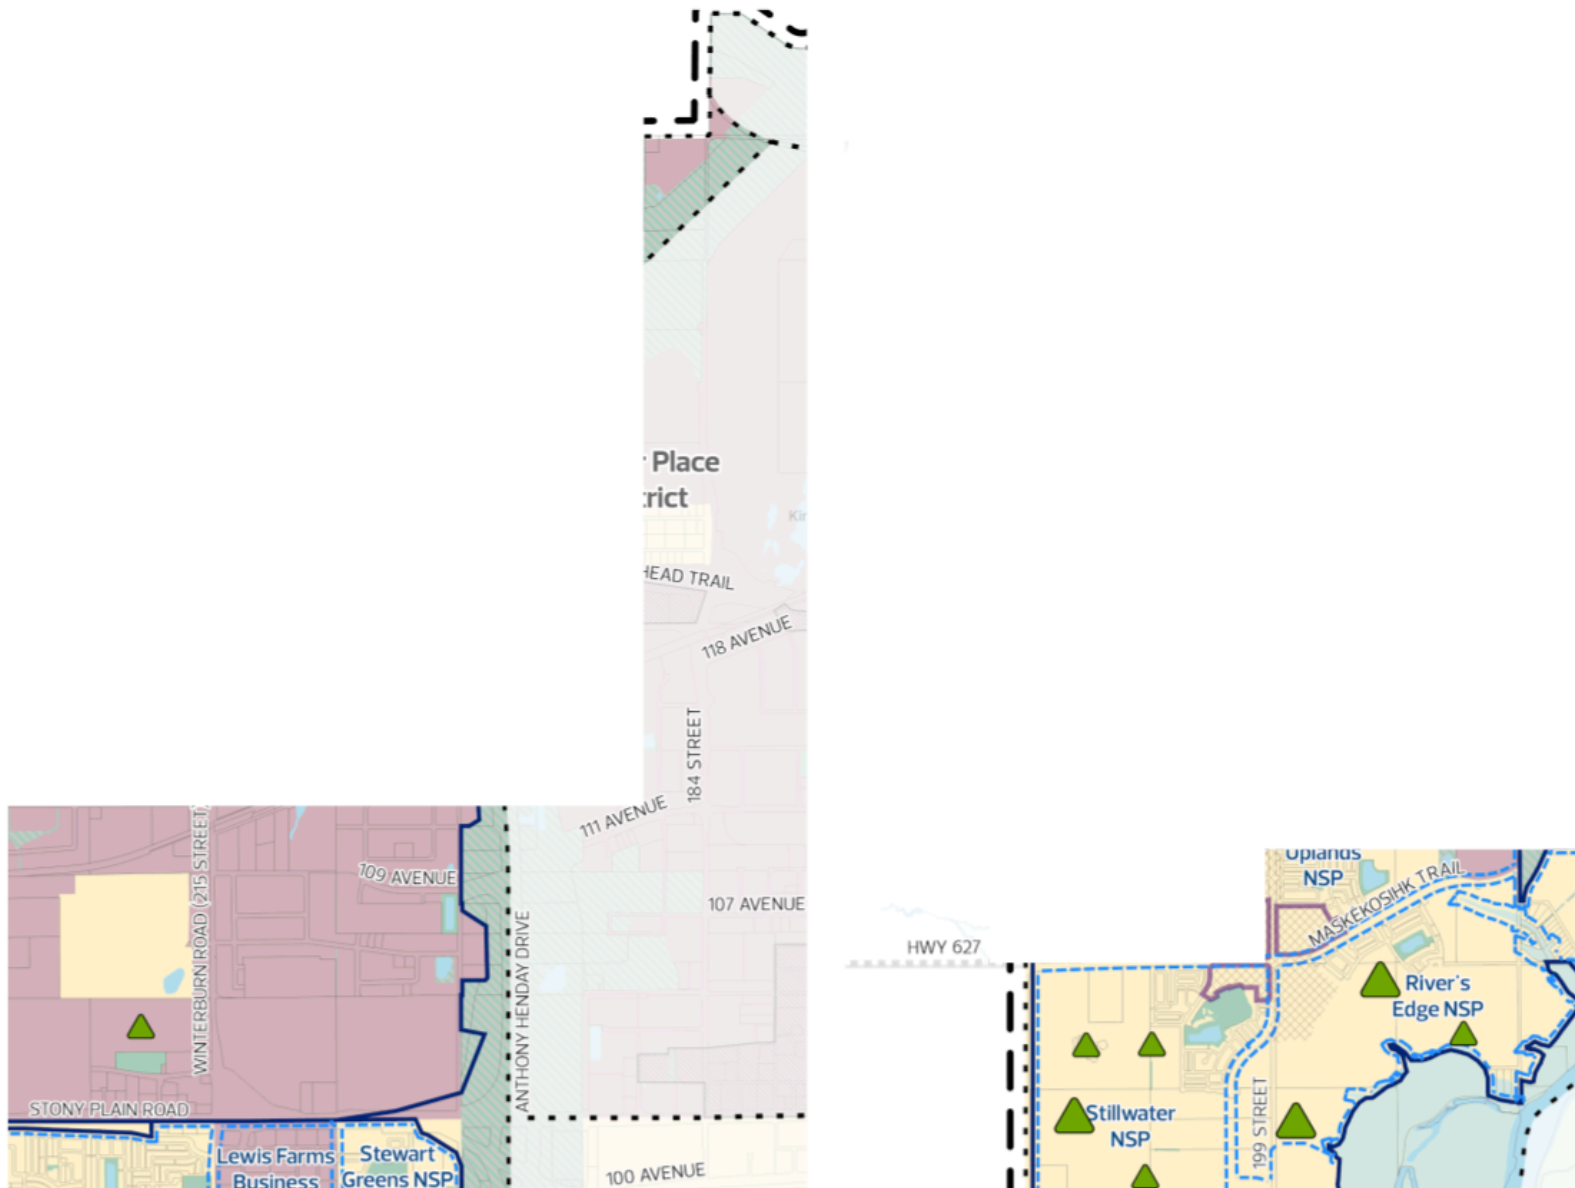 Place
HEAD TRAIL
118 AVENUE
184 STREET
111 AVENUE
107 AVENUE
109 AVENUE
WINTERBURN ROAD (215 STREET)
ANTHONY HENDAY DRIVE
STONY PLAIN ROAD
Lewis Farms
Business
Stewart
Greens NSP
100 AVENUE
Uplands
NSP
MASKÊKOSIHK TRAIL
HWY 627
River's
Edge NSP
Stillwater
NSP
199 STREET